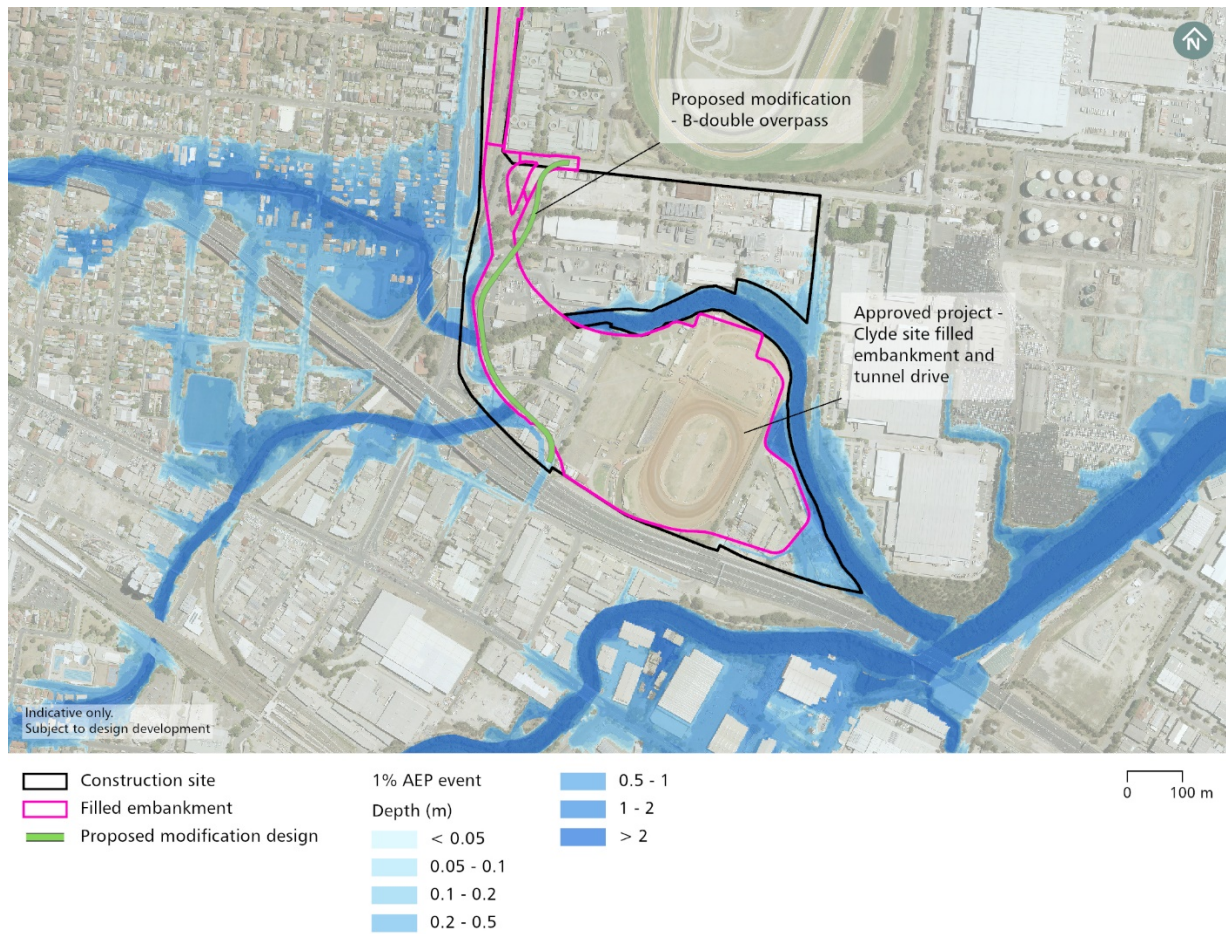 N
Proposed modification
- B-double overpass
Approved project -
Clyde site filled
embankment and
tunnel drive
Indicative only.
Subject to design development
Construction site
Filled embankment
Proposed modification design
1% AEP event
Depth (m)
< 0.05
0.05 - 0.1
0.1 - 0.2
0.2 - 0.5
0.5 - 1
1 - 2
> 2
0 100 m